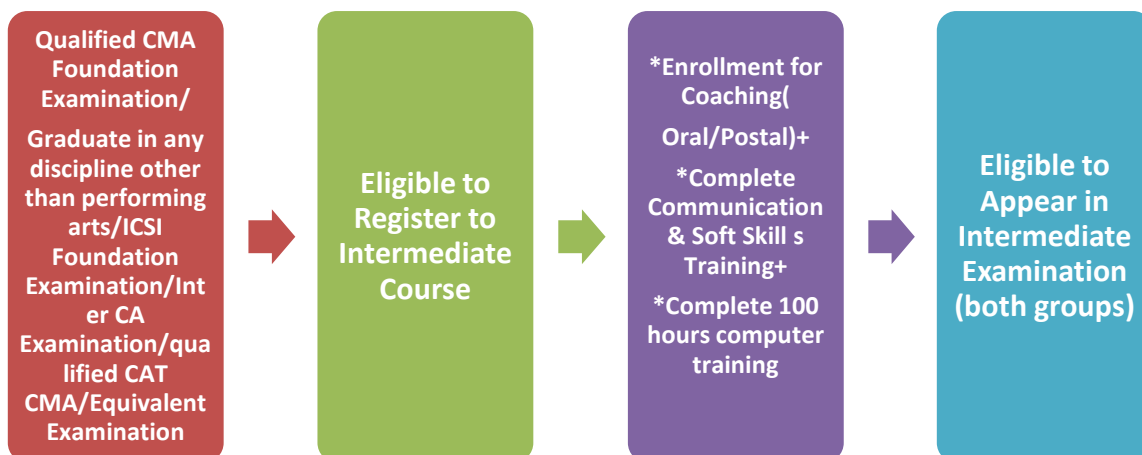 Qualified CMA
Foundation
Examination/
Graduate in any
discipline other
than performing
arts/ICSI
Foundation
Examination/Int
er CA
Examination/qua
lified CAT
CMA/Equivalent
Examination
Eligible to
Register to
Intermediate
Course
*Enrollment for
Coaching(
Oral/Postal)+
*Complete
Communication
& Soft Skill s
Training+
*Complete 100
hours computer
training
Eligible to
Appear in
Intermediate
Examination
(both groups)